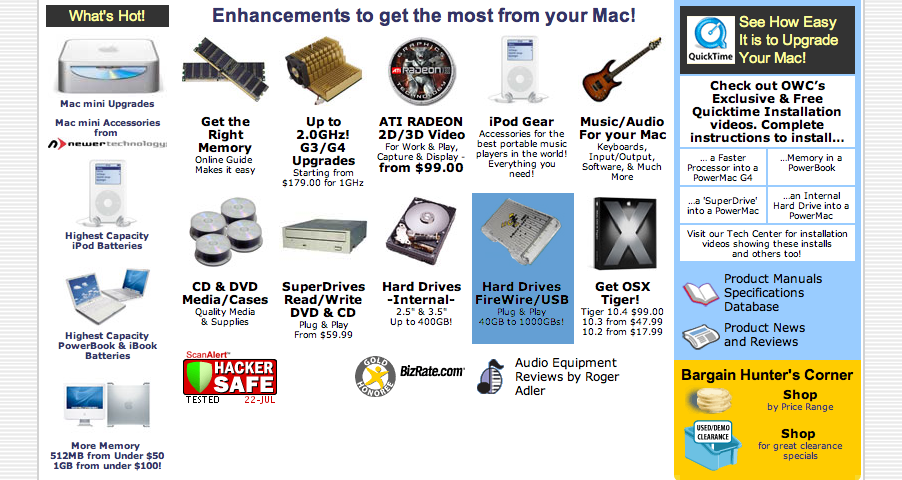 What's Hot!
Mac mini Upgrades
Mac mini Accessories
from
newertechnology
Highest Capacity
iPod Batteries
Highest Capacity
PowerBook & iBook
Batteries
More Memory
512MB from Under $50
1GB from under $100!
Enhancements to get the most from your Mac!
Get the
Right
Memory
Online Guide
Makes it easy
Up to
2.0GHz!
G3/G4
Upgrades
Starting from
$179.00 for 1GHz
GRAPHICS
ATI RADEON
TECHNOLOGY
ATI RADEON
2D/3D Video
For Work & Play,
Capture & Display -
from $99.00
iPod Gear
Accessories for the
best portable music
players in the world!
Everything you
need!
Music/Audio
For your Mac
Keyboards,
Input/Output,
Software, & Much
More
CD & DVD
Media/Cases
Quality Media
& Supplies
SuperDrives
Read/Write
DVD & CD
Plug & Play
From $59.99
Hard Drives
-Internal-
2.5" & 3.5"
Up to 400GB!
Hard Drives
FireWire/USB
Plug & Play
40GB to 1000GBs!
X
Get OSX
Tiger!
Tiger 10.4 $99.00
10.3 from $47.99
10.2 from $17.99
ScanAlert™
HACKER
SAFE
TESTED 22-JUL
GOLD
HONOREE
BizRate.com®
Audio Equipment
Reviews by Roger
Adler
QuickTime
See How Easy
It is to Upgrade
Your Mac!
Check out OWC's
Exclusive & Free
Quicktime Installation
videos. Complete
instructions to install...
... a Faster
Processor into a
PowerMac G4
...Memory in a
PowerBook
...a 'SuperDrive'
into a PowerMac
...an Internal
Hard Drive into a
PowerMac
Visit our Tech Center for installation
videos showing these installs
and others too!
Product Manuals
Specifications
Database
Product News
and Reviews
Bargain Hunter's Corner
Shop
by Price Range
USED/DEMO
CLEARANCE
Shop
for great clearance
specials